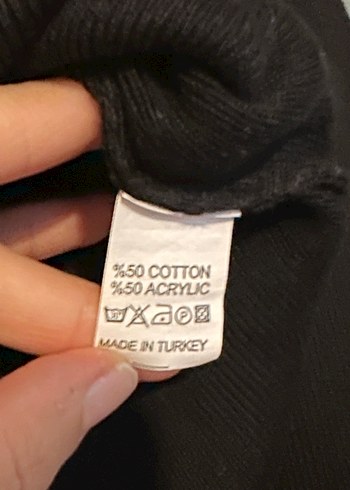 %50 COTTON
%50 ACRYLIC
MADE IN TURKEY